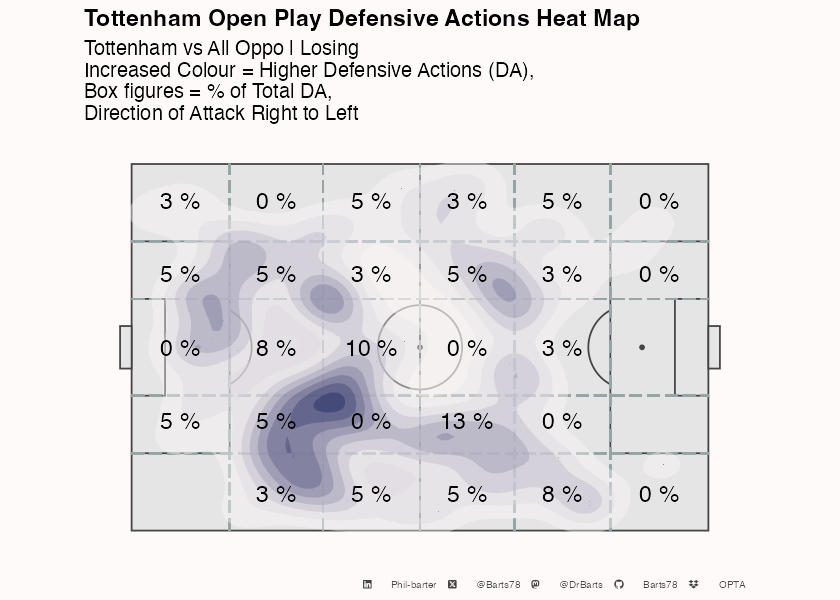 Tottenham Open Play Defensive Actions Heat Map
Tottenham vs All Oppo | Losing
Increased Colour = Higher Defensive Actions (DA),
Box figures = % of Total DA,
Direction of Attack Right to Left
3 % 0 % 5 % 3 % 5 % 0 %
5 % 5 % 3 % 5 % 3 % 0 %
0 % 8 % 10 % 0 % 3 %
5 % 5 % 0 % 13 % 0 %
3 % 5 % 5 % 8 % 0 %
Phil-barter @Barts78 @DrBarts Barts78 OPTA